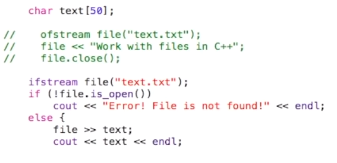 char text[50];
//    ofstream file("text.txt");
//    file << "Work with files in C++";
//    file.close();
ifstream file("text.txt");
if (!file.is_open())
    cout << "Error! File is not found!" << endl;
else {
    file >> text;
    cout << text << endl;